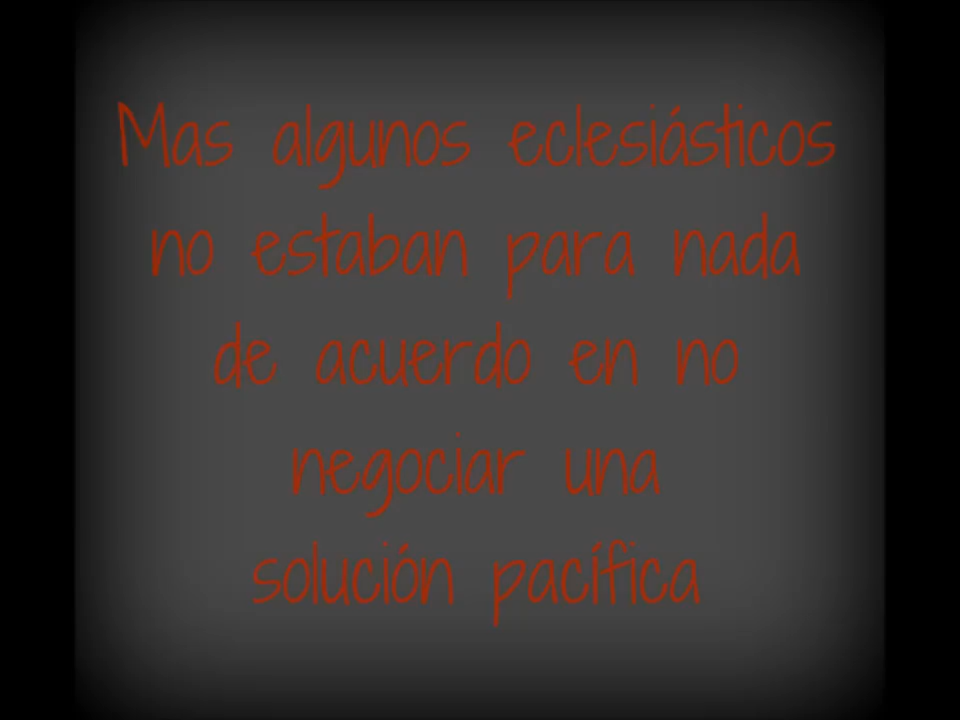 Mas algunos eclesiásticos
no estaban para nada
de acuerdo en no
negociar una
solución pacífica